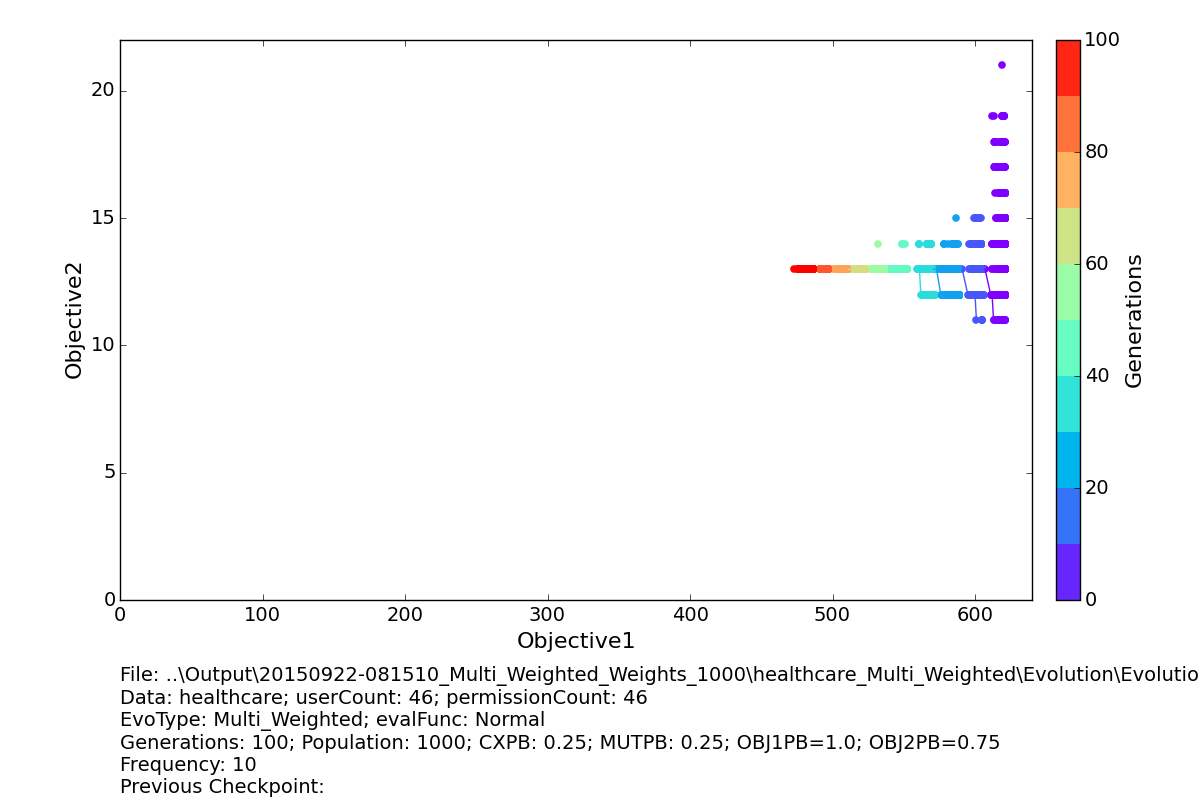 20
15
10
5
0
Objective2
0 100 200 300 400 500 600
Objective1
100
80
60
40
20
0
Generations
File: ..\Output\20150922-081510_Multi_Weighted_Weights_1000\healthcare_Multi_Weighted\Evolution\Evolutio
Data: healthcare; userCount: 46; permissionCount: 46
EvoType: Multi_Weighted; evalFunc: Normal
Generations: 100; Population: 1000; CXPB: 0.25; MUTPB: 0.25; OBJ1PB=1.0; OBJ2PB=0.75
Frequency: 10
Previous Checkpoint: